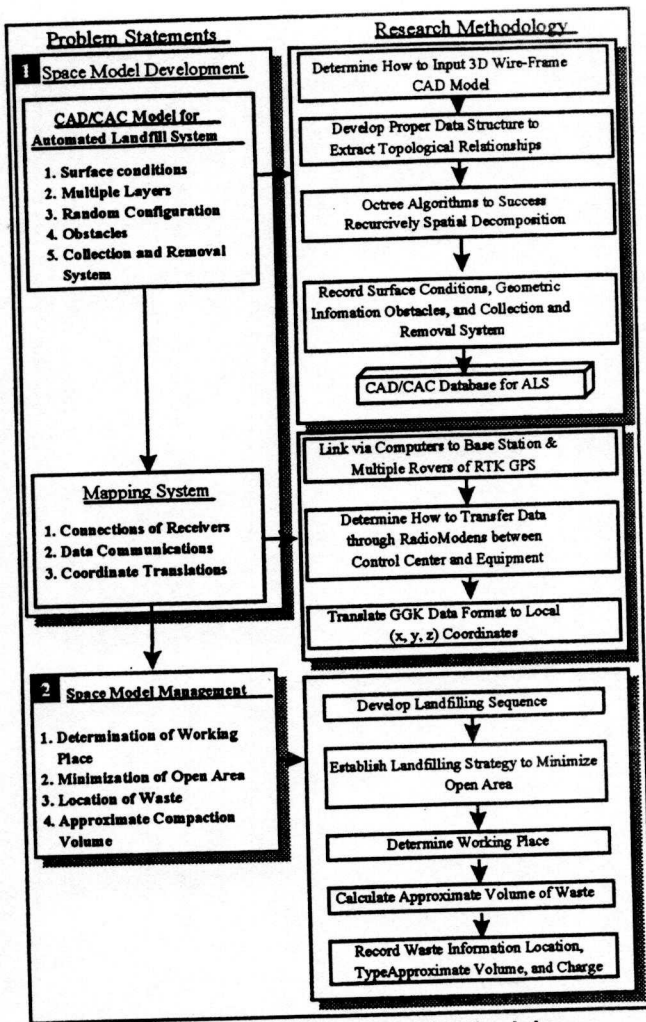 Problem Statements
1 Space Model Development
CAD/CAC Model for
Automated Landfill System
1. Surface conditions
2. Multiple Layers
3. Random Configuration
4. Obstacles
5. Collection and Removal
System
Mapping System
1. Connections of Receivers
2. Data Communications
3. Coordinate Translations
2 Space Model Management
1. Determination of Working
Place
2. Minimization of Open Area
3. Location of Waste
4. Approximate Compaction
Volume
Research Methodology
Determine How to Input 3D Wire-Frame
CAD Model
Develop Proper Data Structure to
Extract Topological Relationships
Octree Algorithms to Success
Recurcively Spatial Decomposition
Record Surface Conditions, Geometric
Infomation Obstacles, and Collection and
Removal System
CAD/CAC Database for ALS
Link via Computers to Base Station &
Multiple Rovers of RTK GPS
Determine How to Transfer Data
through RadioModens between
Control Center and Equipment
Translate GGK Data Format to Local
(x, y, z) Coordinates
Develop Landfilling Sequence
Establish Landfilling Strategy to Minimize
Open Area
Determine Working Place
Calculate Approximate Volume of Waste
Record Waste Information Location,
TypeApproximate Volume, and Charge